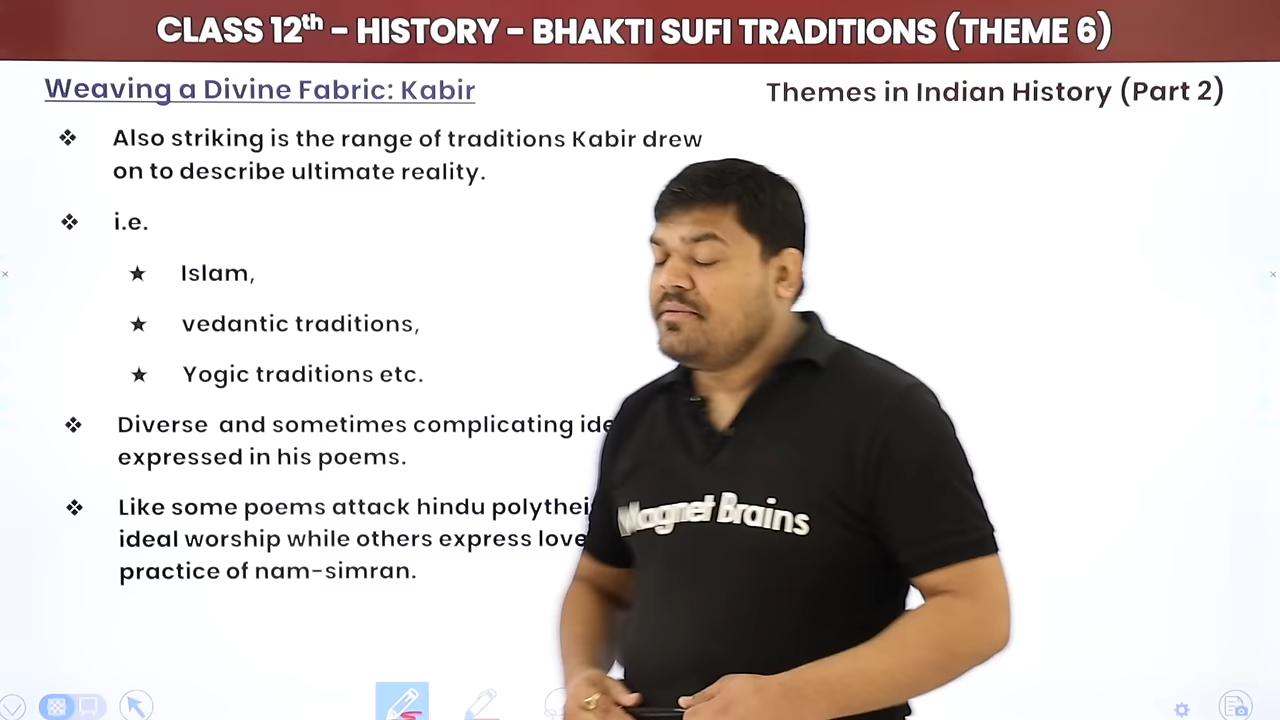 CLASS 12th - HISTORY - BHAKTI SUFI TRADITIONS (THEME 6)
Weaving a Divine Fabric: Kabir
Themes in Indian History (Part 2)
❖ Also striking is the range of traditions Kabir drew
on to describe ultimate reality.
❖ i.e.
★ Islam,
★ vedantic traditions,
★ Yogic traditions etc.
❖ Diverse and sometimes complicating
expressed in his poems.
❖ Like some poems attack hindu
ideal worship while others express love
practice of nam-simran.
Magnet Brains